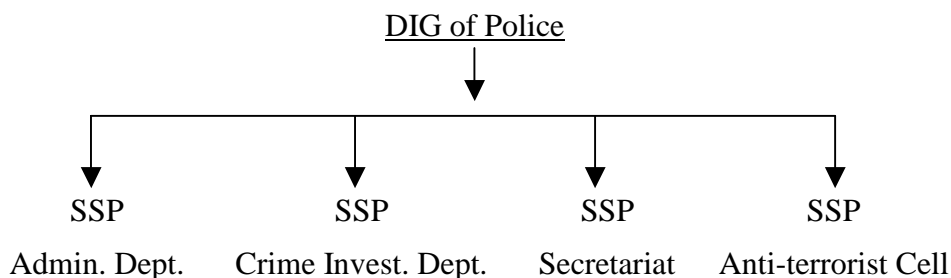 DIG of Police
SSP SSP SSP SSP
Admin. Dept. Crime Invest. Dept. Secretariat Anti-terrorist Cell